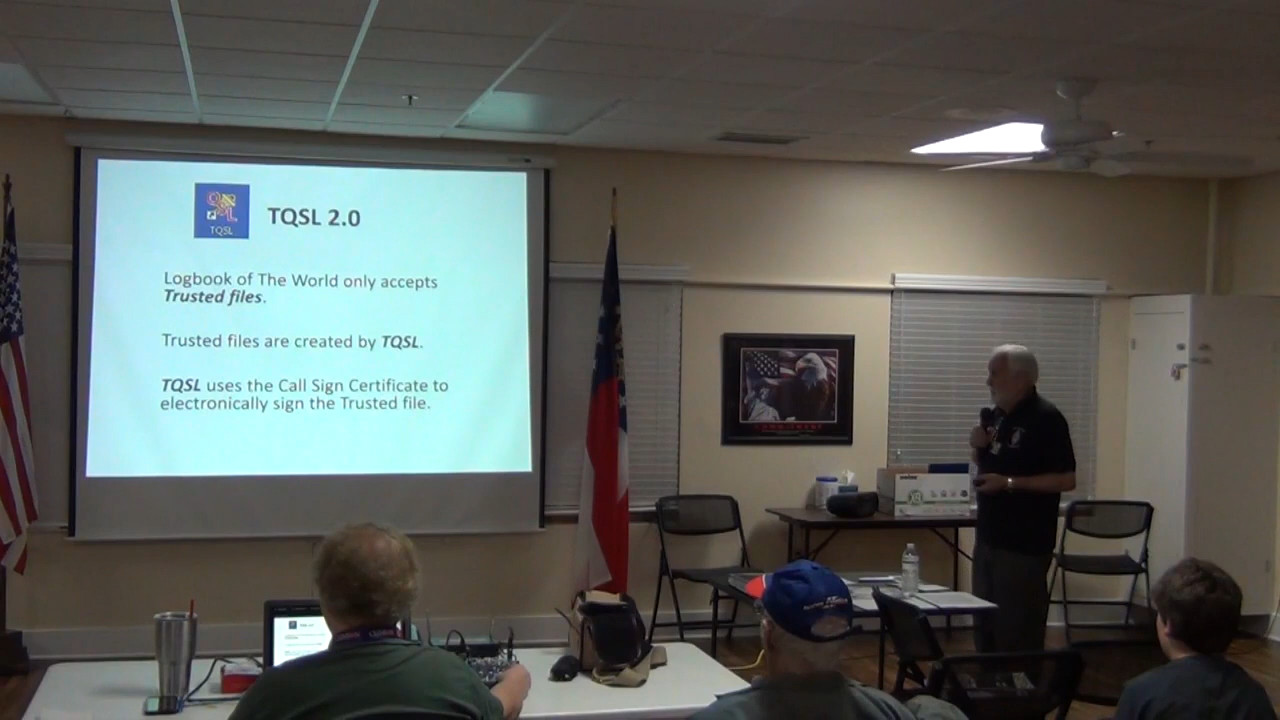 TQSL
TQSL 2.0
Logbook of The World only accepts
Trusted files.
Trusted files are created by TQSL.
TQSL uses the Call Sign Certificate to
electronically sign the Trusted file.